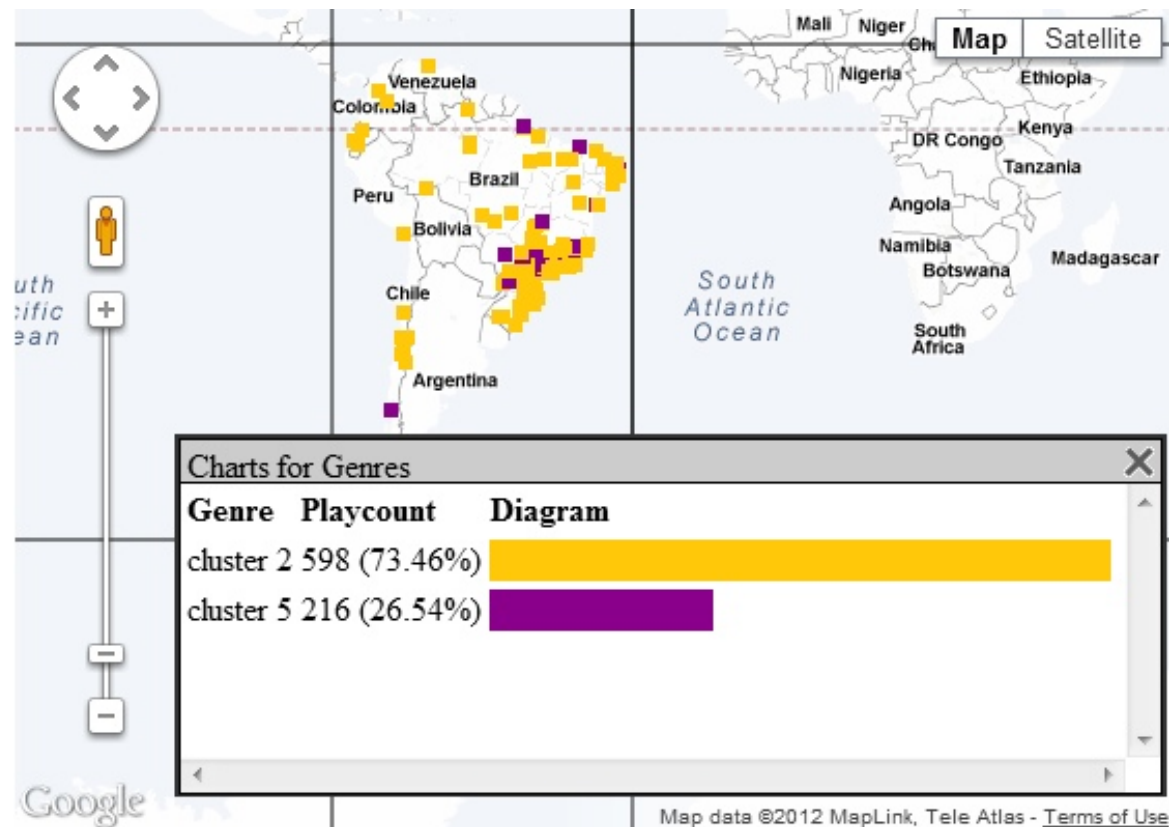 Mali
Niger
Map
Satellite
Venezuela
Nigeria
Ethiopia
Kenya
DR Congo
Tanzania
Brazil
Peru
Angola
Bolivia
Namibia
Botswana
Madagascar
South
Atlantic
Ocean
Chile
South
Africa
Argentina
Charts for Genres
Genre Playcount Diagram
cluster 2 598 (73.46%)
cluster 5 216 (26.54%)
Google
Map data ©2012 MapLink, Tele Atlas - Terms of Use